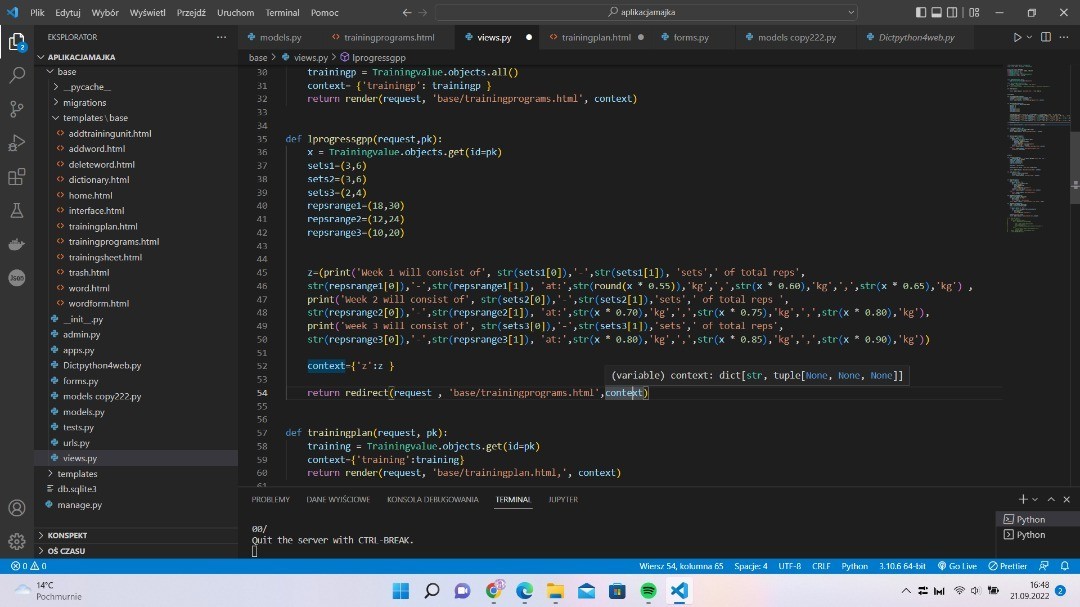 Plik Edytuj Wybór Wyświetl Przejdź Uruchom Terminal Pomoc
aplikacjamajka
EKSPLORATOR
models.py trainingprograms.html views.py trainingplan.html forms.py models copy222.py Dictpython4web.py
APLIKACJAMAJKA
base > views.py > lprogressgpp
base
__pycache__
migrations
templates \ base
addtrainingunit.html
addword.html
deleteword.html
dictionary.html
home.html
interface.html
trainingplan.html
trainingprograms.html
trainingsheet.html
trash.html
word.html
wordform.html
__init__.py
admin.py
apps.py
Dictpython4web.py
forms.py
models copy222.py
models.py
tests.py
urls.py
views.py
templates
db.sqlite3
manage.py
KONSPEKT
OŚ CZASU
2
Json
30 trainingp = Trainingvalue.objects.all()
31 context= {'trainingp': trainingp }
32 return render(request, 'base/trainingprograms.html', context)
33
34
35 def lprogressgpp(request,pk):
36 x = Trainingvalue.objects.get(id=pk)
37 sets1=(3,6)
38 sets2=(3,6)
39 sets3=(2,4)
40 repsrange1=(18,30)
41 repsrange2=(12,24)
42 repsrange3=(10,20)
43
44
45 z=(print('Week 1 will consist of', str(sets1[0]),'-',str(sets1[1]), 'sets',' of total reps',
46 str(repsrange1[0]),'-',str(repsrange1[1]), 'at:',str(round(x * 0.55)),'kg',',',str(x * 0.60),'kg',',',str(x * 0.65),'kg') ,
47 print('Week 2 will consist of', str(sets2[0]),'-',str(sets2[1]),'sets',' of total reps ',
48 str(repsrange2[0]),'-',str(repsrange2[1]), 'at:',str(x * 0.70),'kg',',',str(x * 0.75),'kg',',',str(x * 0.80),'kg'),
49 print('week 3 will consist of', str(sets3[0]),'-',str(sets3[1]),'sets',' of total reps',
50 str(repsrange3[0]),'-',str(repsrange3[1]), 'at:',str(x * 0.80),'kg',',',str(x * 0.85),'kg',',',str(x * 0.90),'kg'))
51
52 context={'z':z }
53 (variable) context: dict[str, tuple[None, None, None]]
54 return redirect(request , 'base/trainingprograms.html',context)
55
56
57 def trainingplan(request, pk):
58 training = Trainingvalue.objects.get(id=pk)
59 context={'training':training}
60 return render(request, 'base/trainingplan.html,', context)
61
PROBLEMY DANE WYJŚCIOWE KONSOLA DEBUGOWANIA TERMINAL JUPYTER
00/
Quit the server with CTRL-BREAK.
Python
Python
0 0 Wiersz 54, kolumna 65 Spacje: 4 UTF-8 CRLF Python 3.10.6 64-bit Go Live Prettier
14°C
Pochmurnie
16:48
21.09.2022
2